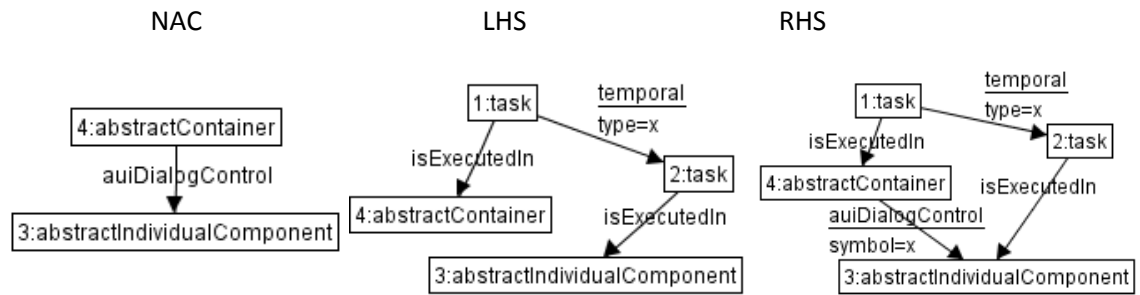 NAC
LHS
RHS
4:abstractContainer
auiDialogControl
3:abstractIndividualComponent
1:task
temporal
type=x
isExecutedIn
2:task
4:abstractContainer
isExecutedIn
3:abstractIndividualComponent
temporal
1:task
type=x
isExecutedIn
2:task
4:abstractContainer
isExecutedIn
auiDialogControl
symbol=x
3:abstractIndividualComponent